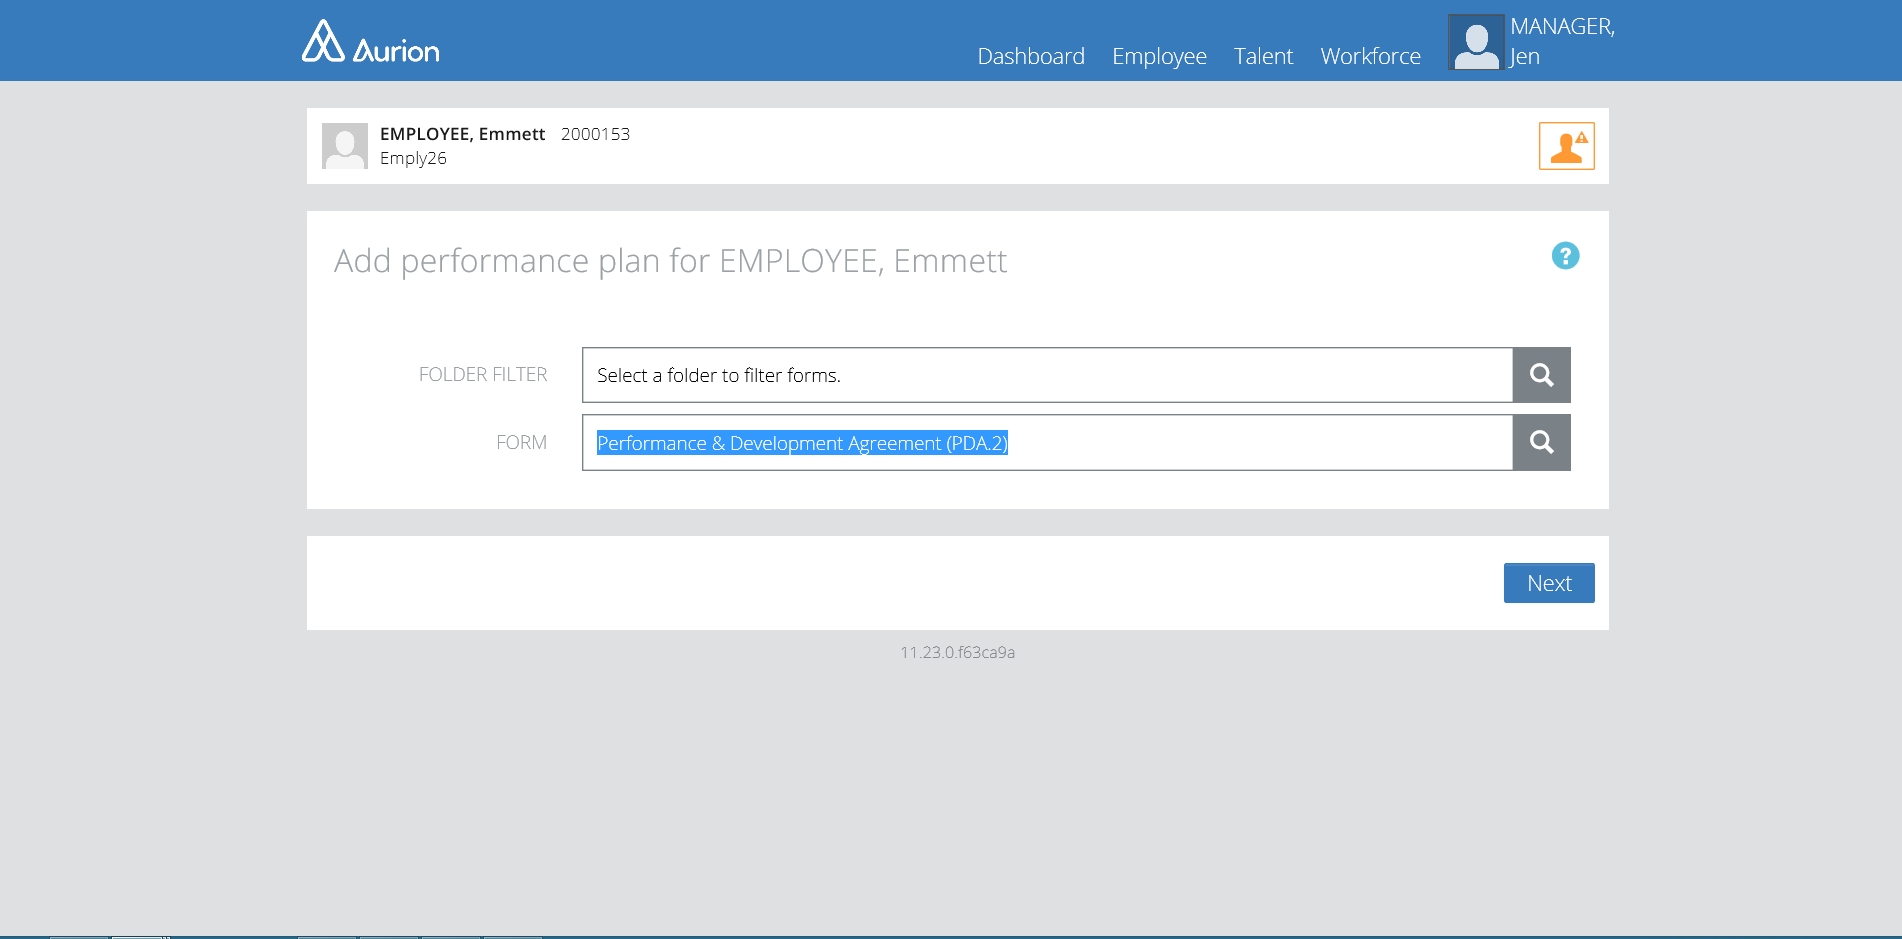 Aurion
Dashboard Employee Talent Workforce MANAGER,
Jen
EMPLOYEE, Emmett 2000153
Emply26
Add performance plan for EMPLOYEE, Emmett
?
FOLDER FILTER Select a folder to filter forms.
FORM Performance & Development Agreement (PDA.2)
Next
11.23.0.f63ca9a